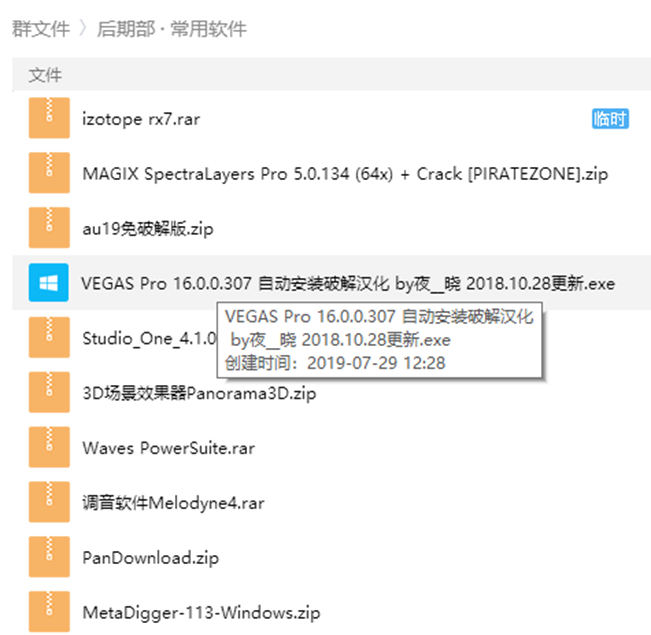 群文件 〉后期部 · 常用软件
文件
izotope rx7.rar 临时
MAGIX SpectraLayers Pro 5.0.134 (64x) + Crack [PIRATEZONE].zip
au19免破解版.zip
VEGAS Pro 16.0.0.307 自动安装破解汉化 by夜__晓 2018.10.28更新.exe
VEGAS Pro 16.0.0.307 自动安装破解汉化
by夜__晓 2018.10.28更新.exe
创建时间：2019-07-29 12:28
Studio_One_4.1.0
3D场景效果器Panorama3D.zip
Waves PowerSuite.rar
调音软件Melodyne4.rar
PanDownload.zip
MetaDigger-113-Windows.zip